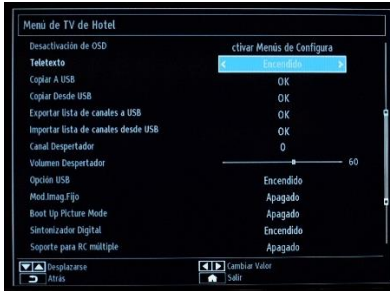 Menú de TV de Hotel
Desactivación de OSD ctivar Menús de Configura
Teletexto Encendido
Copiar A USB OK
Copiar Desde USB OK
Exportar lista de canales a USB OK
Importar lista de canales desde USB OK
Canal Despertador 0
Volumen Despertador 60
Opción USB Encendido
Mod.Imag.Fijo Apagado
Boot Up Picture Mode Apagado
Sintonizador Digital Encendido
Soporte para RC múltiple Apagado
Desplazarse Cambiar Valor
Atrás Salir